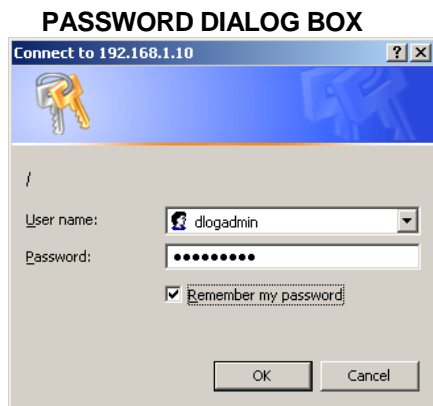 PASSWORD DIALOG BOX
Connect to 192.168.1.10
/
User name: dlogadmin
Password: •••••••••
Remember my password
OK Cancel